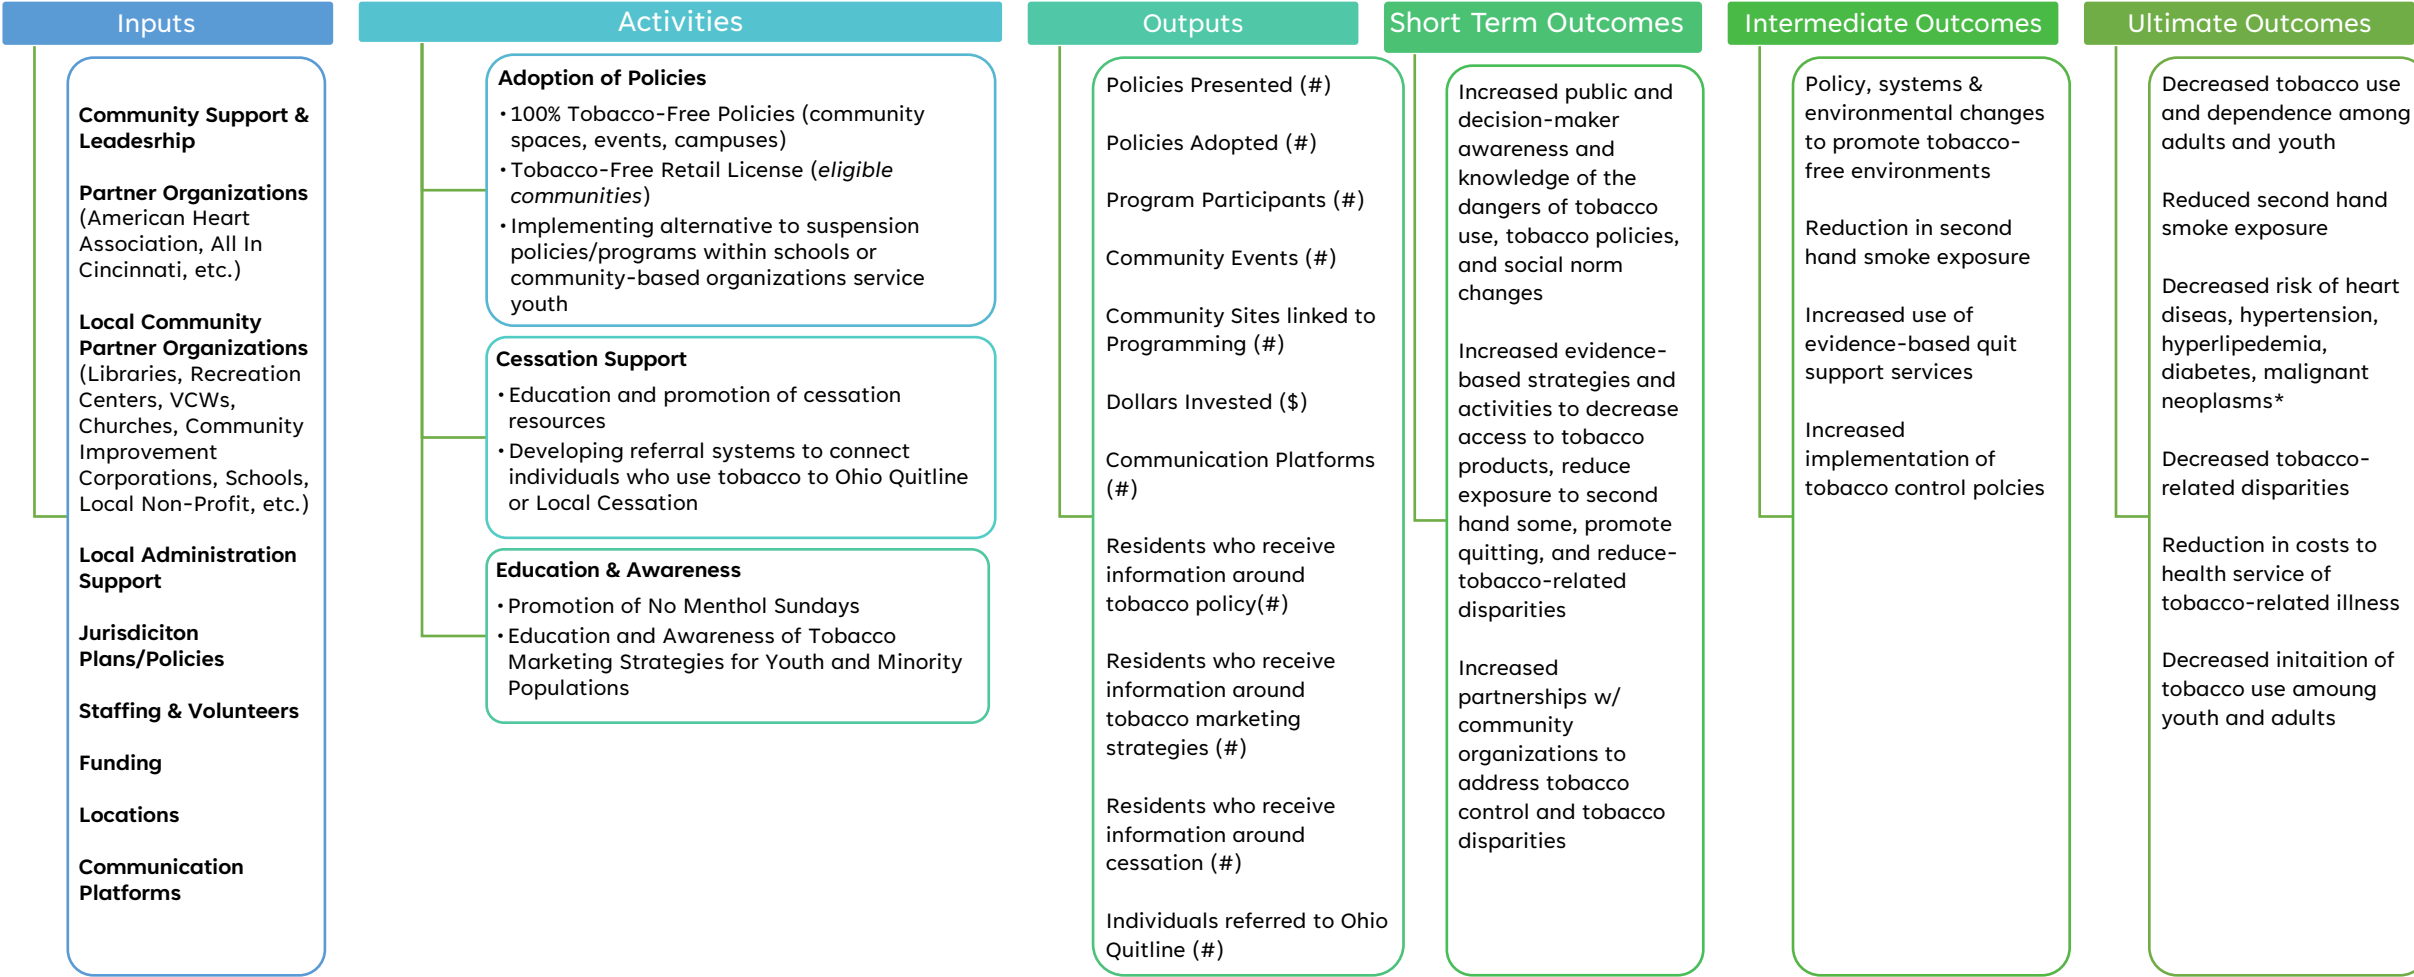 Inputs
Community Support &
Leadesrhip
Partner Organizations
(American Heart
Association, All In
Cincinnati, etc.)
Local Community
Partner Organizations
(Libraries, Recreation
Centers, VCWs,
Churches, Community
Improvement
Corporations, Schools,
Local Non-Profit, etc.)
Local Administration
Support
Jurisdiciton
Plans/Policies
Staffing & Volunteers
Funding
Locations
Communication
Platforms
Activities
Adoption of Policies
• 100% Tobacco-Free Policies (community
spaces, events, campuses)
• Tobacco-Free Retail License (eligible
communities)
• Implementing alternative to suspension
policies/programs within schools or
community-based organizations service
youth
Cessation Support
• Education and promotion of cessation
resources
• Developing referral systems to connect
individuals who use tobacco to Ohio Quitline
or Local Cessation
Education & Awareness
• Promotion of No Menthol Sundays
• Education and Awareness of Tobacco
Marketing Strategies for Youth and Minority
Populations
Outputs
Policies Presented (#)
Policies Adopted (#)
Program Participants (#)
Community Events (#)
Community Sites linked to
Programming (#)
Dollars Invested ($)
Communication Platforms
(#)
Residents who receive
information around
tobacco policy(#)
Residents who receive
information around
tobacco marketing
strategies (#)
Residents who receive
information around
cessation (#)
Individuals referred to Ohio
Quitline (#)
Short Term Outcomes
Increased public and
decision-maker
awareness and
knowledge of the
dangers of tobacco
use, tobacco policies,
and social norm
changes
Increased evidence-
based strategies and
activities to decrease
access to tobacco
products, reduce
exposure to second
hand some, promote
quitting, and reduce-
tobacco-related
disparities
Increased
partnerships w/
community
organizations to
address tobacco
control and tobacco
disparities
Intermediate Outcomes
Policy, systems &
environmental changes
to promote tobacco-
free environments
Reduction in second
hand smoke exposure
Increased use of
evidence-based quit
support services
Increased
implementation of
tobacco control polcies
Ultimate Outcomes
Decreased tobacco use
and dependence among
adults and youth
Reduced second hand
smoke exposure
Decreased risk of heart
diseas, hypertension,
hyperlipedemia,
diabetes, malignant
neoplasms*
Decreased tobacco-
related disparities
Reduction in costs to
health service of
tobacco-related illness
Decreased initaition of
tobacco use amoung
youth and adults